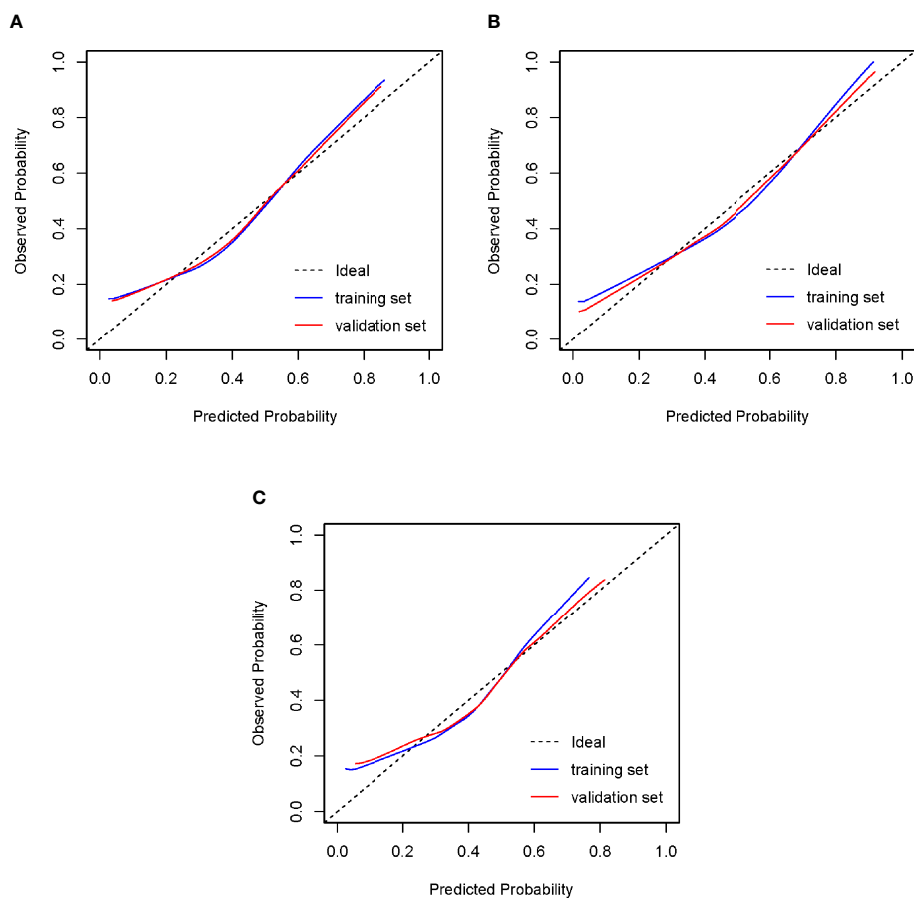 A
1.0
0.8
0.6
0.4
0.2
0.0
Observed Probability
Ideal
training set
validation set
0.0 0.2 0.4 0.6 0.8 1.0
Predicted Probability
B
1.0
0.8
0.6
0.4
0.2
0.0
Observed Probability
Ideal
training set
validation set
0.0 0.2 0.4 0.6 0.8 1.0
Predicted Probability
C
1.0
0.8
0.6
0.4
0.2
0.0
Observed Probability
Ideal
training set
validation set
0.0 0.2 0.4 0.6 0.8 1.0
Predicted Probability